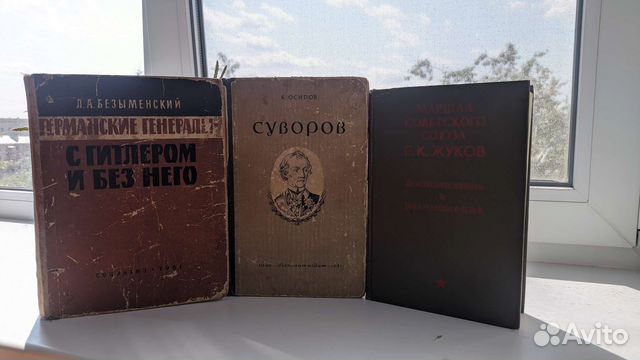 Л.А.БЕЗЫМЕНСКИЙ
ГЕРМАНСКИЕ ГЕНЕРАЛЫ
С ГИТЛЕРОМ
И БЕЗ НЕГО
К. ОСИПОВ
СУВОРОВ
МАРШАЛ
СОВЕТСКОГО
СОЮЗА
Г.К. ЖУКОВ
Воспоминания
и
размышления
Avito